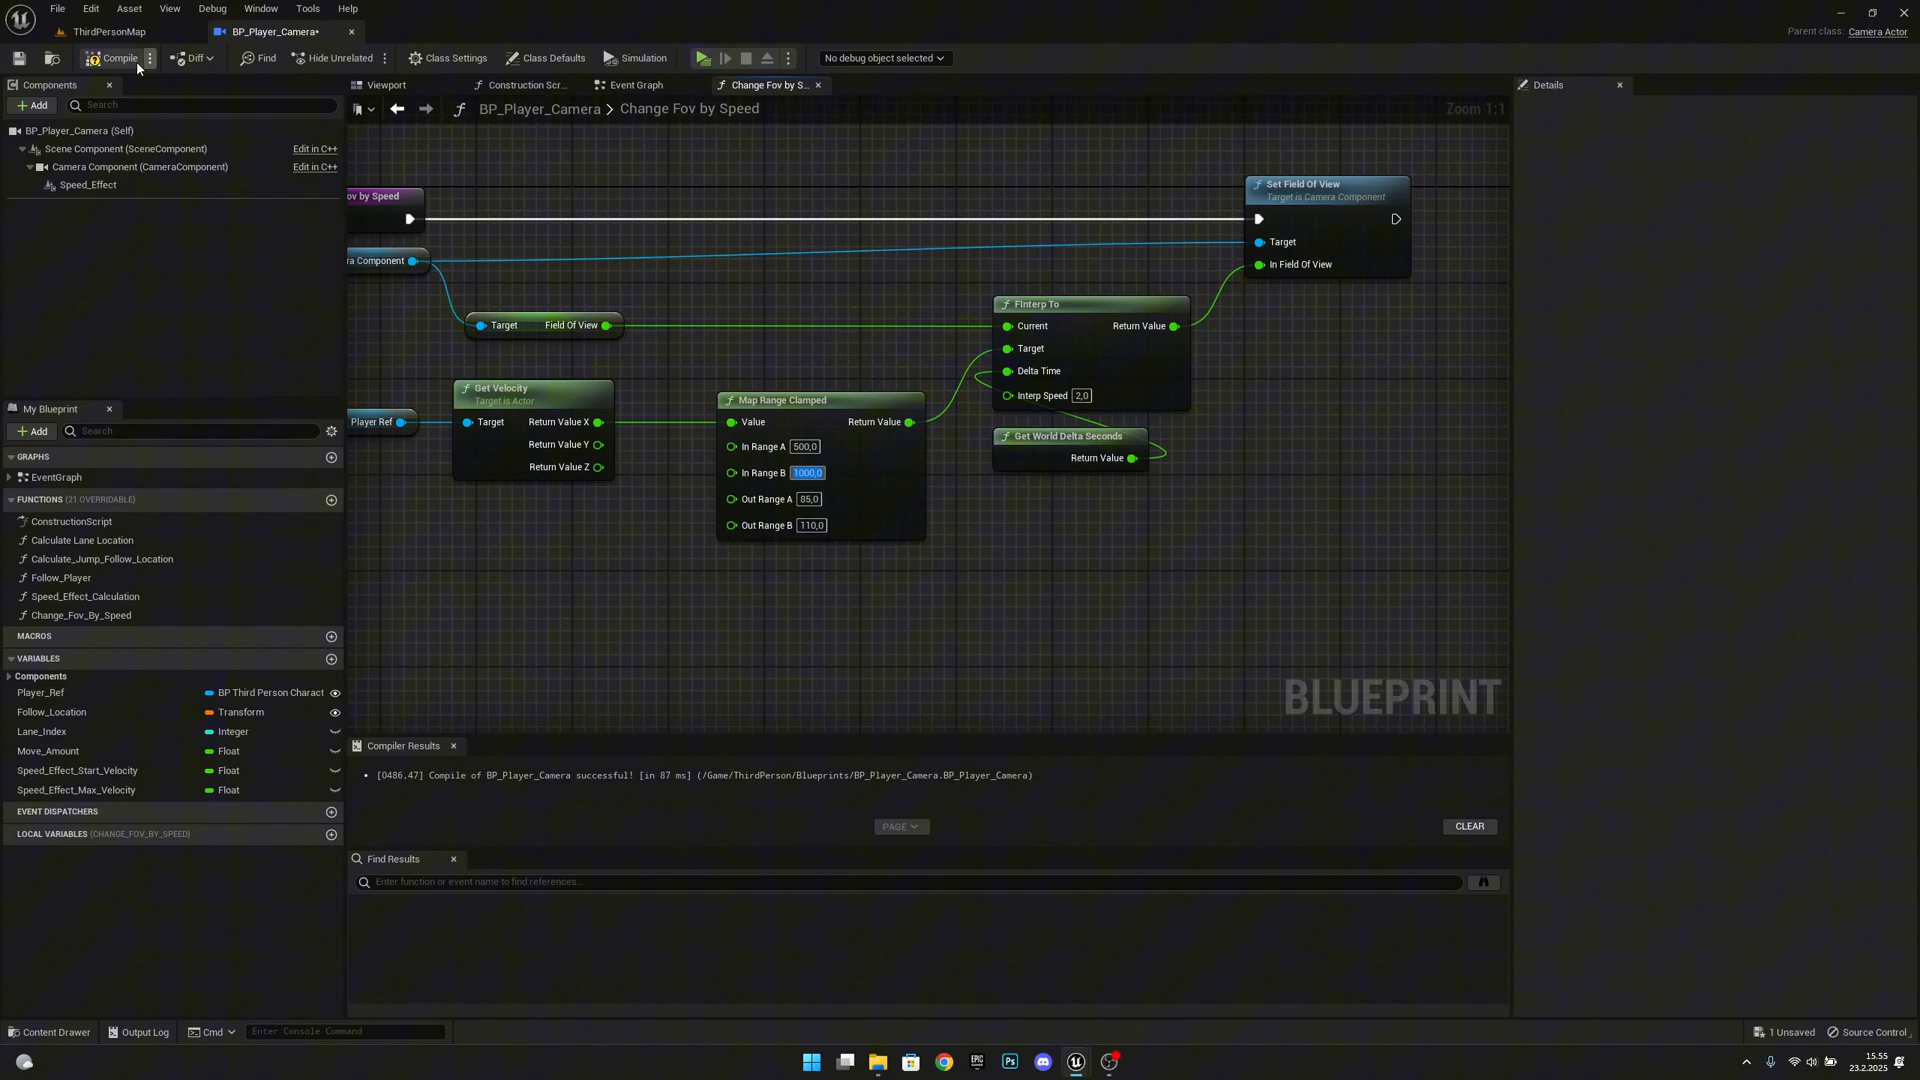 File Edit Asset View Debug Window Tools Help
ThirdPersonMap BP_Player_Camera•
Parent class: Camera Actor
Compile Diff Find Hide Unrelated Class Settings Class Defaults Simulation No debug object selected
Components
Add Search
BP_Player_Camera (Self)
Scene Component (SceneComponent) Edit in C++
Camera Component (CameraComponent) Edit in C++
Speed_Effect
My Blueprint
Add Search
GRAPHS
EventGraph
FUNCTIONS (21 OVERRIDABLE)
ConstructionScript
Calculate Lane Location
Calculate_Jump_Follow_Location
Follow_Player
Speed_Effect_Calculation
Change_Fov_By_Speed
MACROS
VARIABLES
Components
Player_Ref BP Third Person Charact
Follow_Location Transform
Lane_Index Integer
Move_Amount Float
Speed_Effect_Start_Velocity Float
Speed_Effect_Max_Velocity Float
EVENT DISPATCHERS
LOCAL VARIABLES (CHANGE_FOV_BY_SPEED)
Viewport Construction Scr... Event Graph Change Fov by S...
BP_Player_Camera > Change Fov by Speed
Zoom 1:1
ov by Speed
ra Component
Target Field Of View
Player Ref
Get Velocity
Target is Actor
Target Return Value X
Return Value Y
Return Value Z
Map Range Clamped
Value Return Value
In Range A 500,0
In Range B 1000,0
Out Range A 85,0
Out Range B 110,0
FInterp To
Current Return Value
Target
Delta Time
Interp Speed 2,0
Get World Delta Seconds
Return Value
Set Field Of View
Target is Camera Component
Target
In Field Of View
BLUEPRINT
Details
Compiler Results
• [0486,47] Compile of BP_Player_Camera successful! [in 87 ms] (/Game/ThirdPerson/Blueprints/BP_Player_Camera.BP_Player_Camera)
PAGE
CLEAR
Find Results
Enter function or event name to find references...
Content Drawer Output Log Cmd Enter Console Command
1 Unsaved Source Control
EPIC
Ps
15.55
23.2.2025